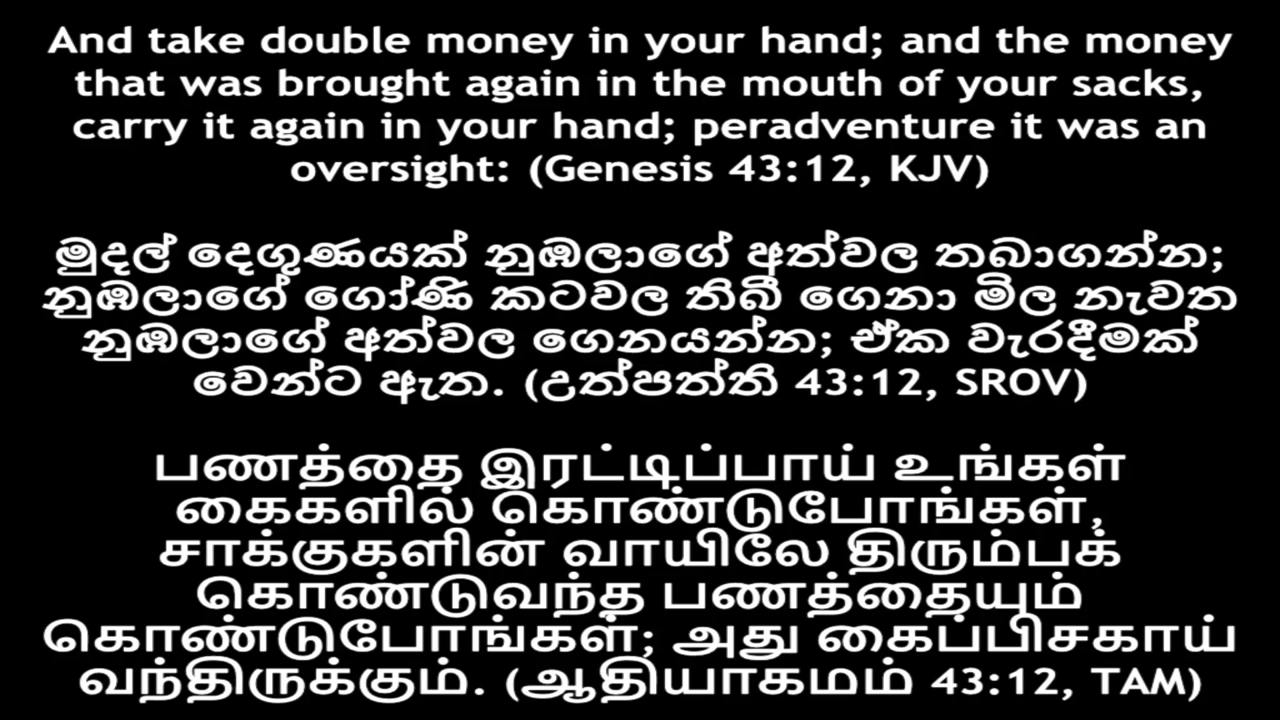 And take double money in your hand; and the money
that was brought again in the mouth of your sacks,
carry it again in your hand; peradventure it was an
oversight: (Genesis 43:12, KJV)
මුදල් දෙගුණයක් නුඹලාගේ අත්වල තබාගන්න;
නුඹලාගේ ගෝණි කටවල තිබී ගෙනා මිල නැවත
නුඹලාගේ අත්වල ගෙනයන්න; ඒක වැරදීමක්
වෙන්ට ඇත. (උත්පත්ති 43:12, SROV)
பணத்தை இரட்டிப்பாய் உங்கள்
கைகளில் கொண்டுபோங்கள்,
சாக்குகளின் வாயிலே திரும்பக்
கொண்டுவந்த பணத்தையும்
கொண்டுபோங்கள்; அது கைப்பிசகாய்
வந்திருக்கும். (ஆதியாகமம் 43:12, TAM)